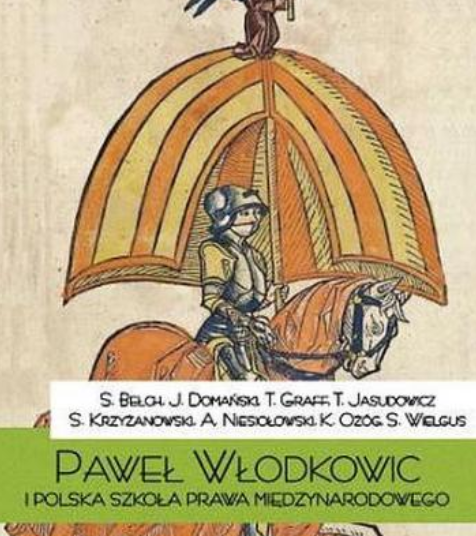 S. BEŁCH. J. DOMAŃSKI. T. GRAFF. T. JASUDOWICZ
S. KRZYŻANOWSKI. A. NIESIOŁOWSKI. K. OŻÓG. S. WIELGUS
PAWEŁ WŁODKOWIC
I POLSKA SZKOŁA PRAWA MIĘDZYNARODOWEGO